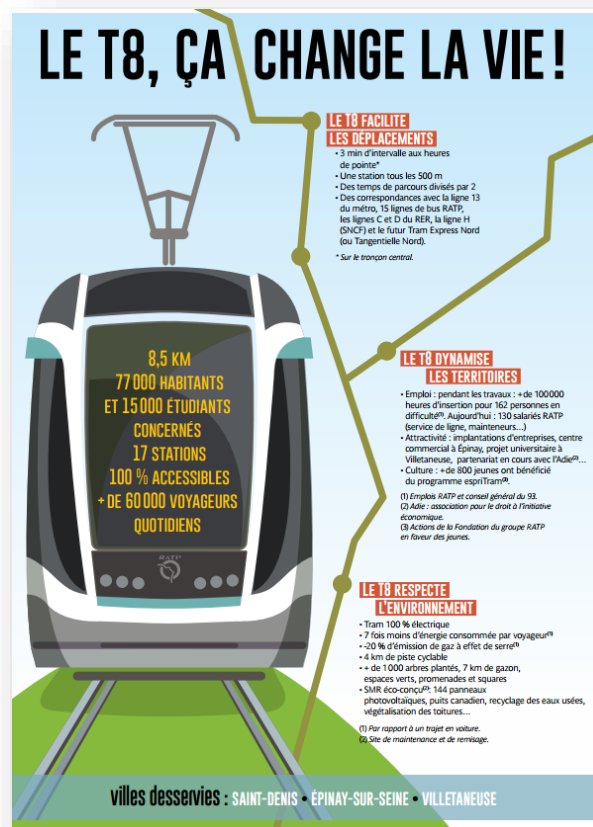 LE T8, ÇA CHANGE LA VIE !
LE T8 FACILITE
LES DÉPLACEMENTS
• 3 min d'intervalle aux heures
de pointe*
• Une station tous les 500 m
• Des temps de parcours divisés par 2
• Des correspondances avec la ligne 13
du métro, 15 lignes de bus RATP,
les lignes C et D du RER, la ligne H
(SNCF) et le futur Tram Express Nord
(ou Tangentielle Nord).
* Sur le tronçon central.
8,5 KM
77 000 HABITANTS
ET 15 000 ÉTUDIANTS
CONCERNÉS
17 STATIONS
100 % ACCESSIBLES
+ DE 60 000 VOYAGEURS
QUOTIDIENS
RATP
LE T8 DYNAMISE
LES TERRITOIRES
• Emploi : pendant les travaux : + de 100 000
heures d'insertion pour 162 personnes en
difficulté(1). Aujourd'hui : 130 salariés RATP
(service de ligne, mainteneurs...)
• Attractivité : implantations d'entreprises, centre
commercial à Épinay, projet universitaire à
Villetaneuse, partenariat en cours avec l'Adie(2)...
• Culture : + de 800 jeunes ont bénéficié
du programme espriTram(3).
(1) Emplois RATP et conseil général du 93.
(2) Adie : association pour le droit à l'initiative
économique.
(3) Actions de la Fondation du groupe RATP
en faveur des jeunes.
LE T8 RESPECTE
L'ENVIRONNEMENT
• Tram 100 % électrique
• 7 fois moins d'énergie consommée par voyageur(1)
• -20 % d'émission de gaz à effet de serre(1)
• 4 km de piste cyclable
• + de 1 000 arbres plantés, 7 km de gazon,
espaces verts, promenades et squares
• SMR éco-conçu(2): 144 panneaux
photovoltaïques, puits canadien, recyclage des eaux usées,
végétalisation des toitures...
(1) Par rapport à un trajet en voiture.
(2) Site de maintenance et de remisage.
villes desservies : SAINT-DENIS • ÉPINAY-SUR-SEINE • VILLETANEUSE